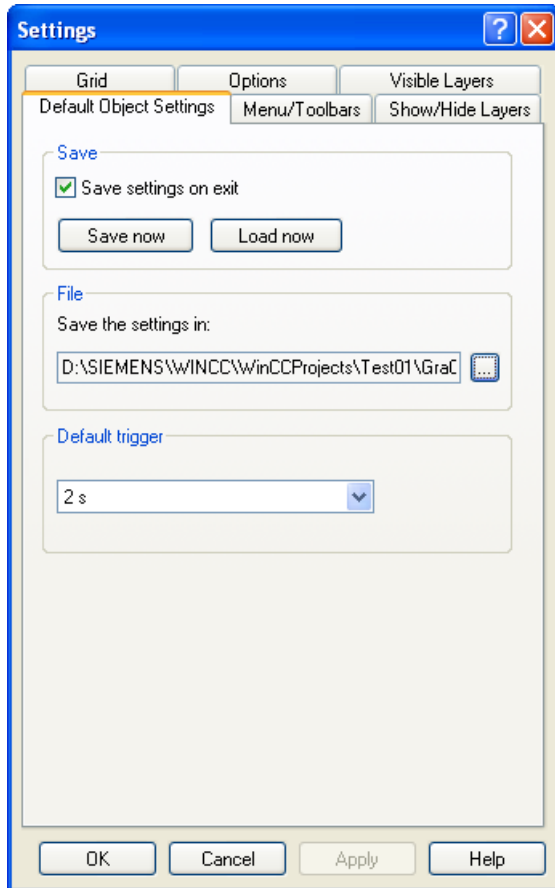 Settings
Grid
Options
Visible Layers
Default Object Settings
Menu/Toolbars
Show/Hide Layers
Save
Save settings on exit
Save now
Load now
File
Save the settings in:
D:\SIEMENS\WINCC\WinCCProjects\Test01\GraC
...
Default trigger
2 s
OK
Cancel
Apply
Help